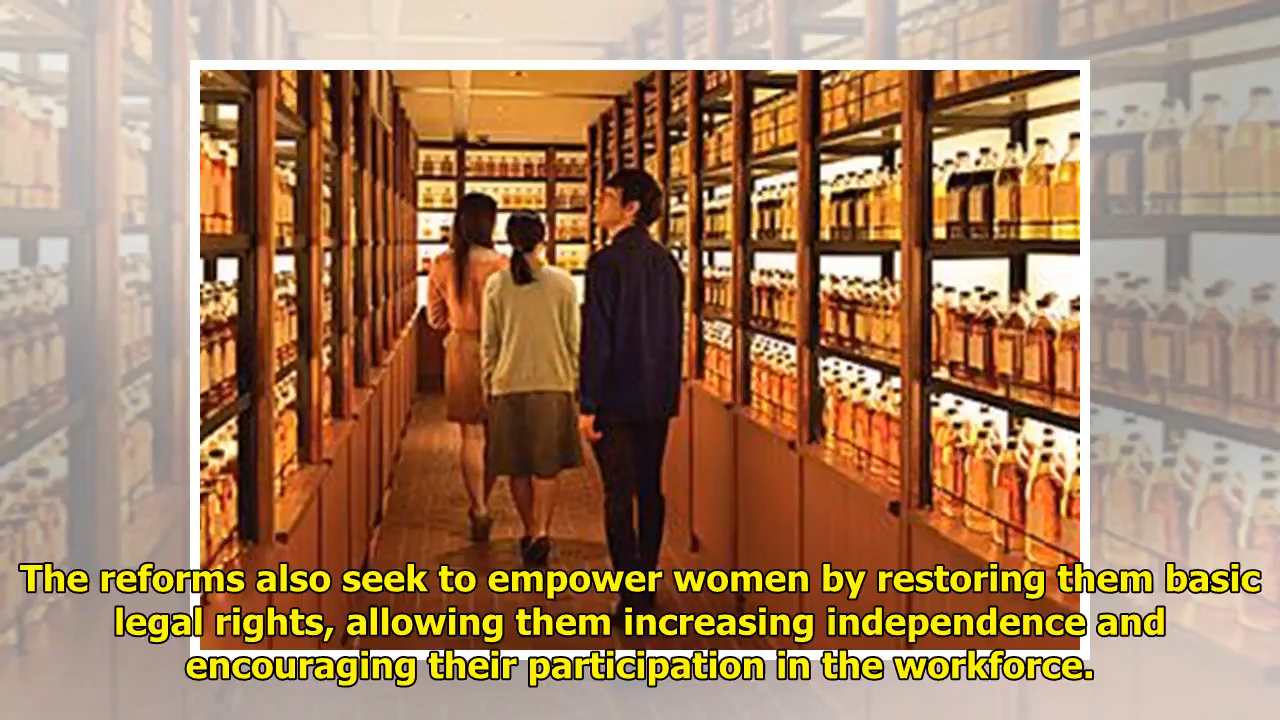 The reforms also seek to empower women by restoring them basic
legal rights, allowing them increasing independence and
encouraging their participation in the workforce.